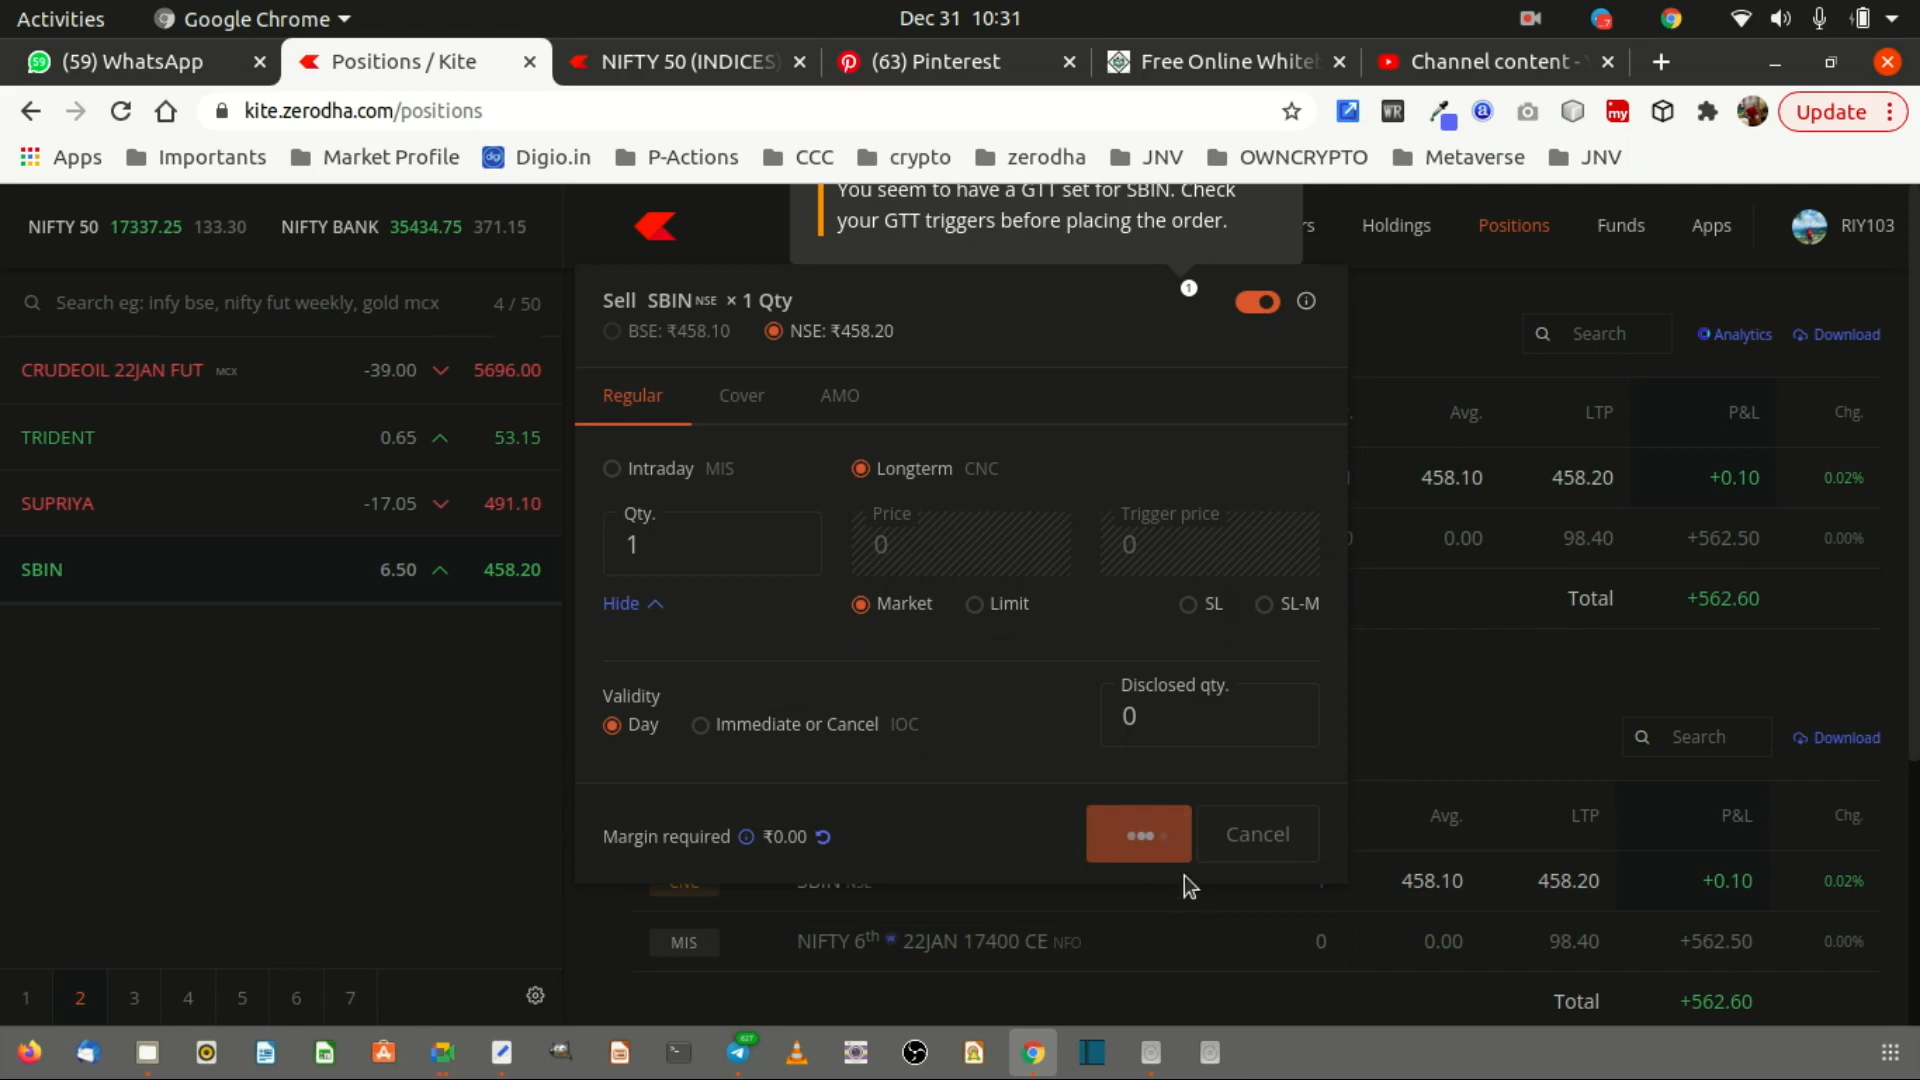 Activities
Google Chrome
Dec 31 10:31
(59) WhatsApp
Positions / Kite
NIFTY 50 (INDICES)
(63) Pinterest
Free Online White
Channel content -
kite.zerodha.com/positions
Update
Apps
Importants
Market Profile
Digio.in
P-Actions
CCC
crypto
zerodha
JNV
OWNCRYPTO
Metaverse
JNV
You seem to have a GTT set for SBIN. Check
your GTT triggers before placing the order.
NIFTY 50 17337.25 133.30
NIFTY BANK 35434.75 371.15
rs
Holdings
Positions
Funds
Apps
RIY103
Search eg: infy bse, nifty fut weekly, gold mcx
4 / 50
CRUDEOIL 22JAN FUT MCX -39.00 5696.00
TRIDENT 0.65 53.15
SUPRIYA -17.05 491.10
SBIN 6.50 458.20
1 2 3 4 5 6 7
1
Sell SBIN NSE × 1 Qty
BSE: ₹458.10
NSE: ₹458.20
Regular
Cover
AMO
Intraday MIS
Longterm CNC
Qty.
1
Price
0
Trigger price
0
Hide
Market
Limit
SL
SL-M
Validity
Day
Immediate or Cancel IOC
Disclosed qty.
0
Margin required ₹0.00
Cancel
Search
Analytics
Download
Avg. LTP P&L Chg.
458.10 458.20 +0.10 0.02%
0.00 98.40 +562.50 0.00%
Total +562.60
Search
Download
Avg. LTP P&L Chg.
CNC SBIN NSE 1 458.10 458.20 +0.10 0.02%
MIS NIFTY 6th w 22JAN 17400 CE NFO 0 0.00 98.40 +562.50 0.00%
Total +562.60
627